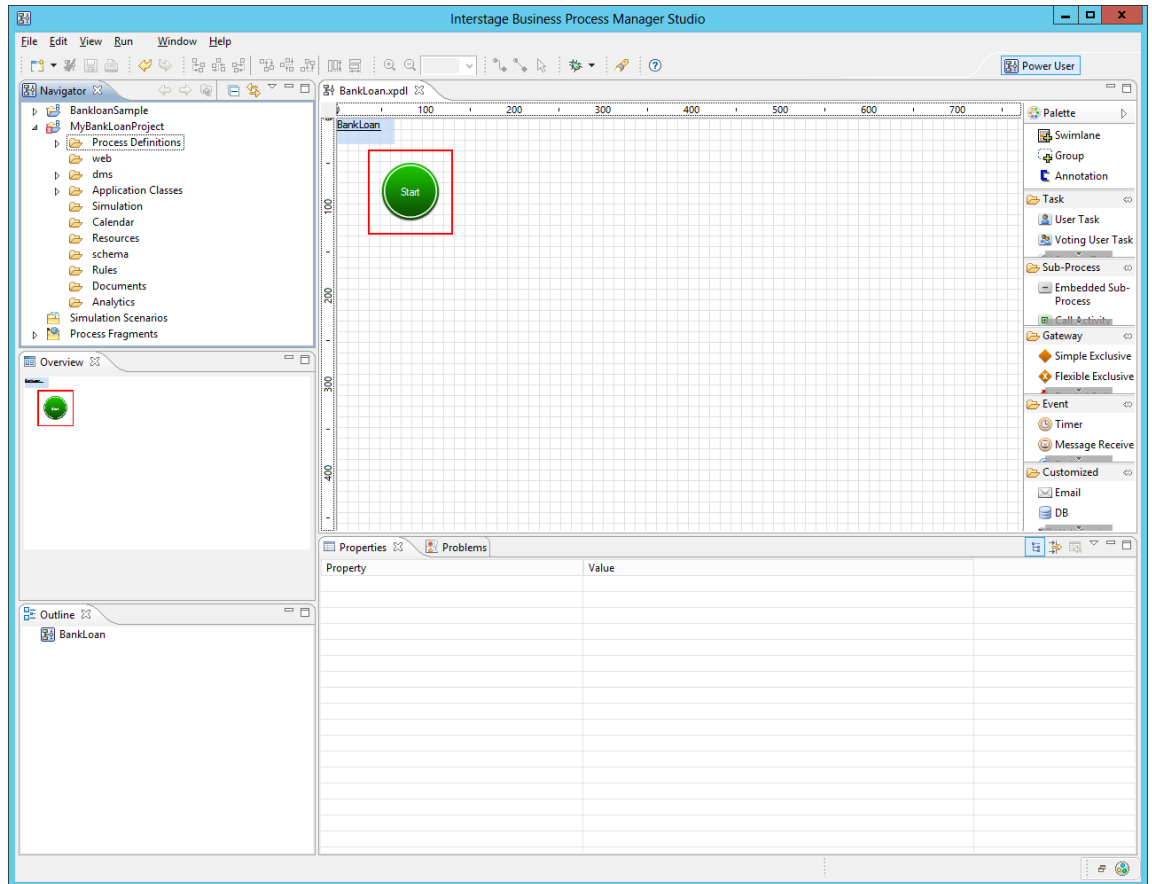 Interstage Business Process Manager Studio
File Edit View Run Window Help
Power User
Navigator
BankloanSample
MyBankLoanProject
Process Definitions
web
dms
Application Classes
Simulation
Calendar
Resources
schema
Rules
Documents
Analytics
Simulation Scenarios
Process Fragments
Overview
Outline
BankLoan
BankLoan.xpdl
0 100 200 300 400 500 600 700
100
200
300
400
BankLoan
Start
Palette
Swimlane
Group
Annotation
Task
User Task
Voting User Task
Sub-Process
Embedded Sub-
Process
Call Activity
Gateway
Simple Exclusive
Flexible Exclusive
Event
Timer
Message Receive
Customized
Email
DB
Properties Problems
Property Value